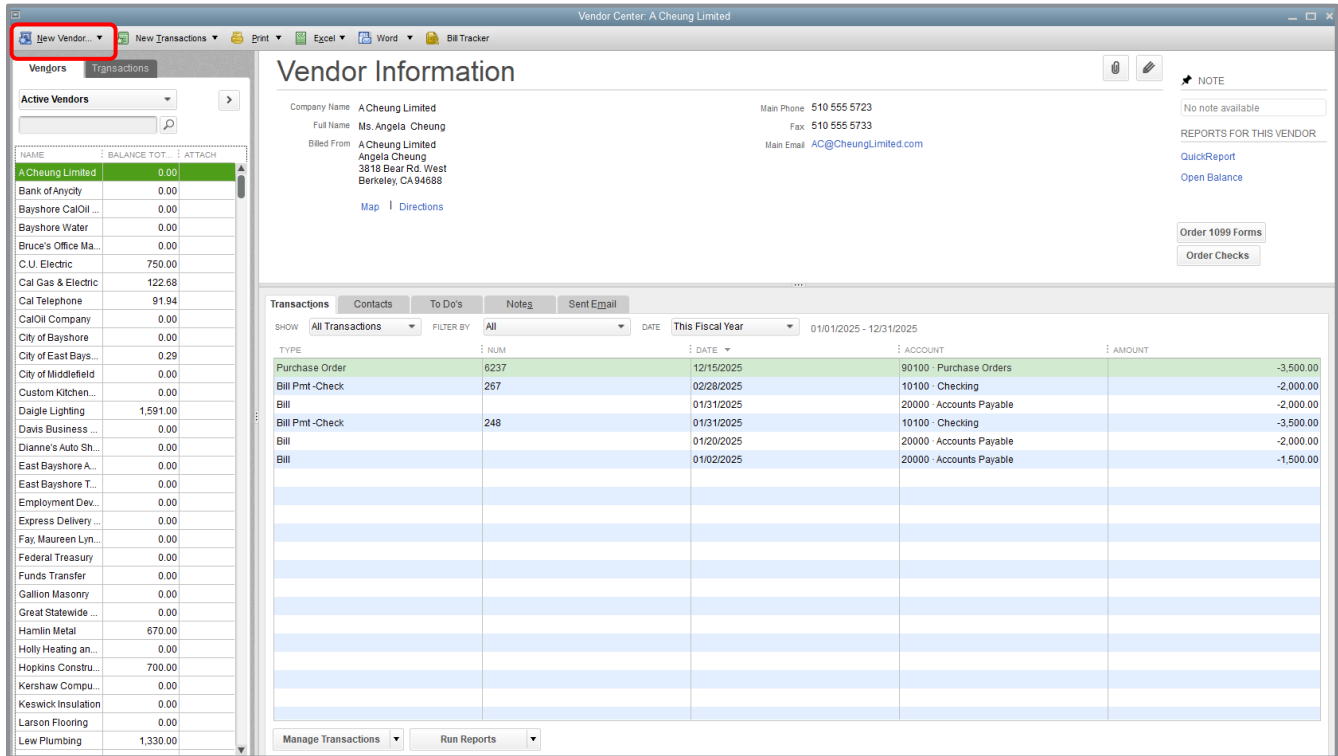 Vendor Center: A Cheung Limited
New Vendor... New Transactions Print Excel Word Bill Tracker
Vendors Transactions
Active Vendors
NAME BALANCE TOT... ATTACH
A Cheung Limited 0.00
Bank of Anycity 0.00
Bayshore CalOil ... 0.00
Bayshore Water 0.00
Bruce's Office Ma... 0.00
C.U. Electric 750.00
Cal Gas & Electric 122.68
Cal Telephone 91.94
CalOil Company 0.00
City of Bayshore 0.00
City of East Bays... 0.29
City of Middlefield 0.00
Custom Kitchen... 0.00
Daigle Lighting 1,591.00
Davis Business ... 0.00
Dianne's Auto Sh... 0.00
East Bayshore A... 0.00
East Bayshore T... 0.00
Employment Dev... 0.00
Express Delivery ... 0.00
Fay, Maureen Lyn... 0.00
Federal Treasury 0.00
Funds Transfer 0.00
Gallion Masonry 0.00
Great Statewide ... 0.00
Hamlin Metal 670.00
Holly Heating an... 0.00
Hopkins Constru... 700.00
Kershaw Compu... 0.00
Keswick Insulation 0.00
Larson Flooring 0.00
Lew Plumbing 1,330.00
Vendor Information
Company Name A Cheung Limited
Full Name Ms. Angela Cheung
Billed From A Cheung Limited
Angela Cheung
3818 Bear Rd. West
Berkeley, CA 94688
Map | Directions
Main Phone 510 555 5723
Fax 510 555 5733
Main Email AC@CheungLimited.com
NOTE
No note available
REPORTS FOR THIS VENDOR
QuickReport
Open Balance
Order 1099 Forms
Order Checks
Transactions Contacts To Do's Notes Sent Email
SHOW All Transactions FILTER BY All DATE This Fiscal Year 01/01/2025 - 12/31/2025
TYPE NUM DATE ACCOUNT AMOUNT
Purchase Order 6237 12/15/2025 90100 · Purchase Orders -3,500.00
Bill Pmt -Check 267 02/28/2025 10100 · Checking -2,000.00
Bill 01/31/2025 20000 · Accounts Payable -2,000.00
Bill Pmt -Check 248 01/31/2025 10100 · Checking -3,500.00
Bill 01/20/2025 20000 · Accounts Payable -2,000.00
Bill 01/02/2025 20000 · Accounts Payable -1,500.00
Manage Transactions Run Reports